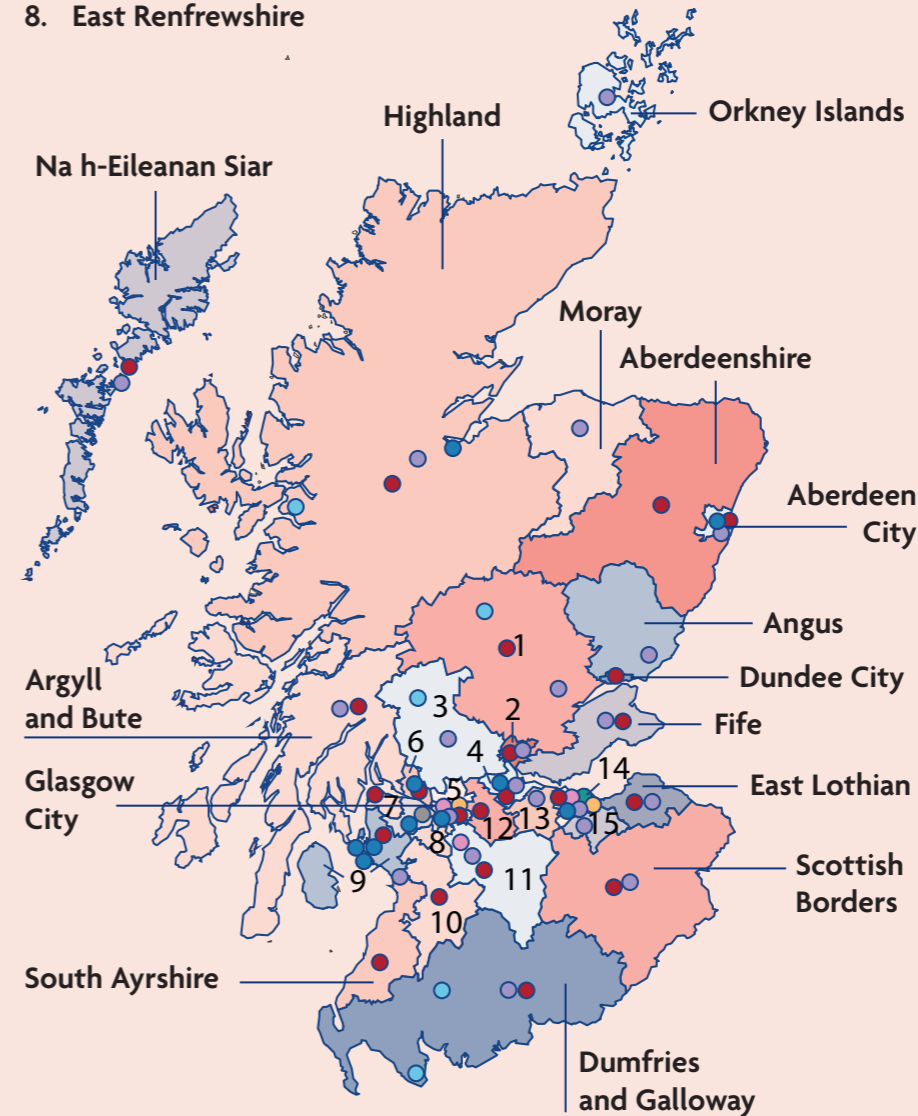 8. East Renfrewshire
Orkney Islands
Highland
Na h-Eileanan Siar
Moray
Aberdeenshire
Aberdeen
City
Angus
1
Dundee City
Argyll
and Bute
3
2
Fife
6
4
14
Glasgow
City
5
East Lothian
7
12
13
15
8
9
11
Scottish
Borders
10
South Ayrshire
Dumfries
and Galloway